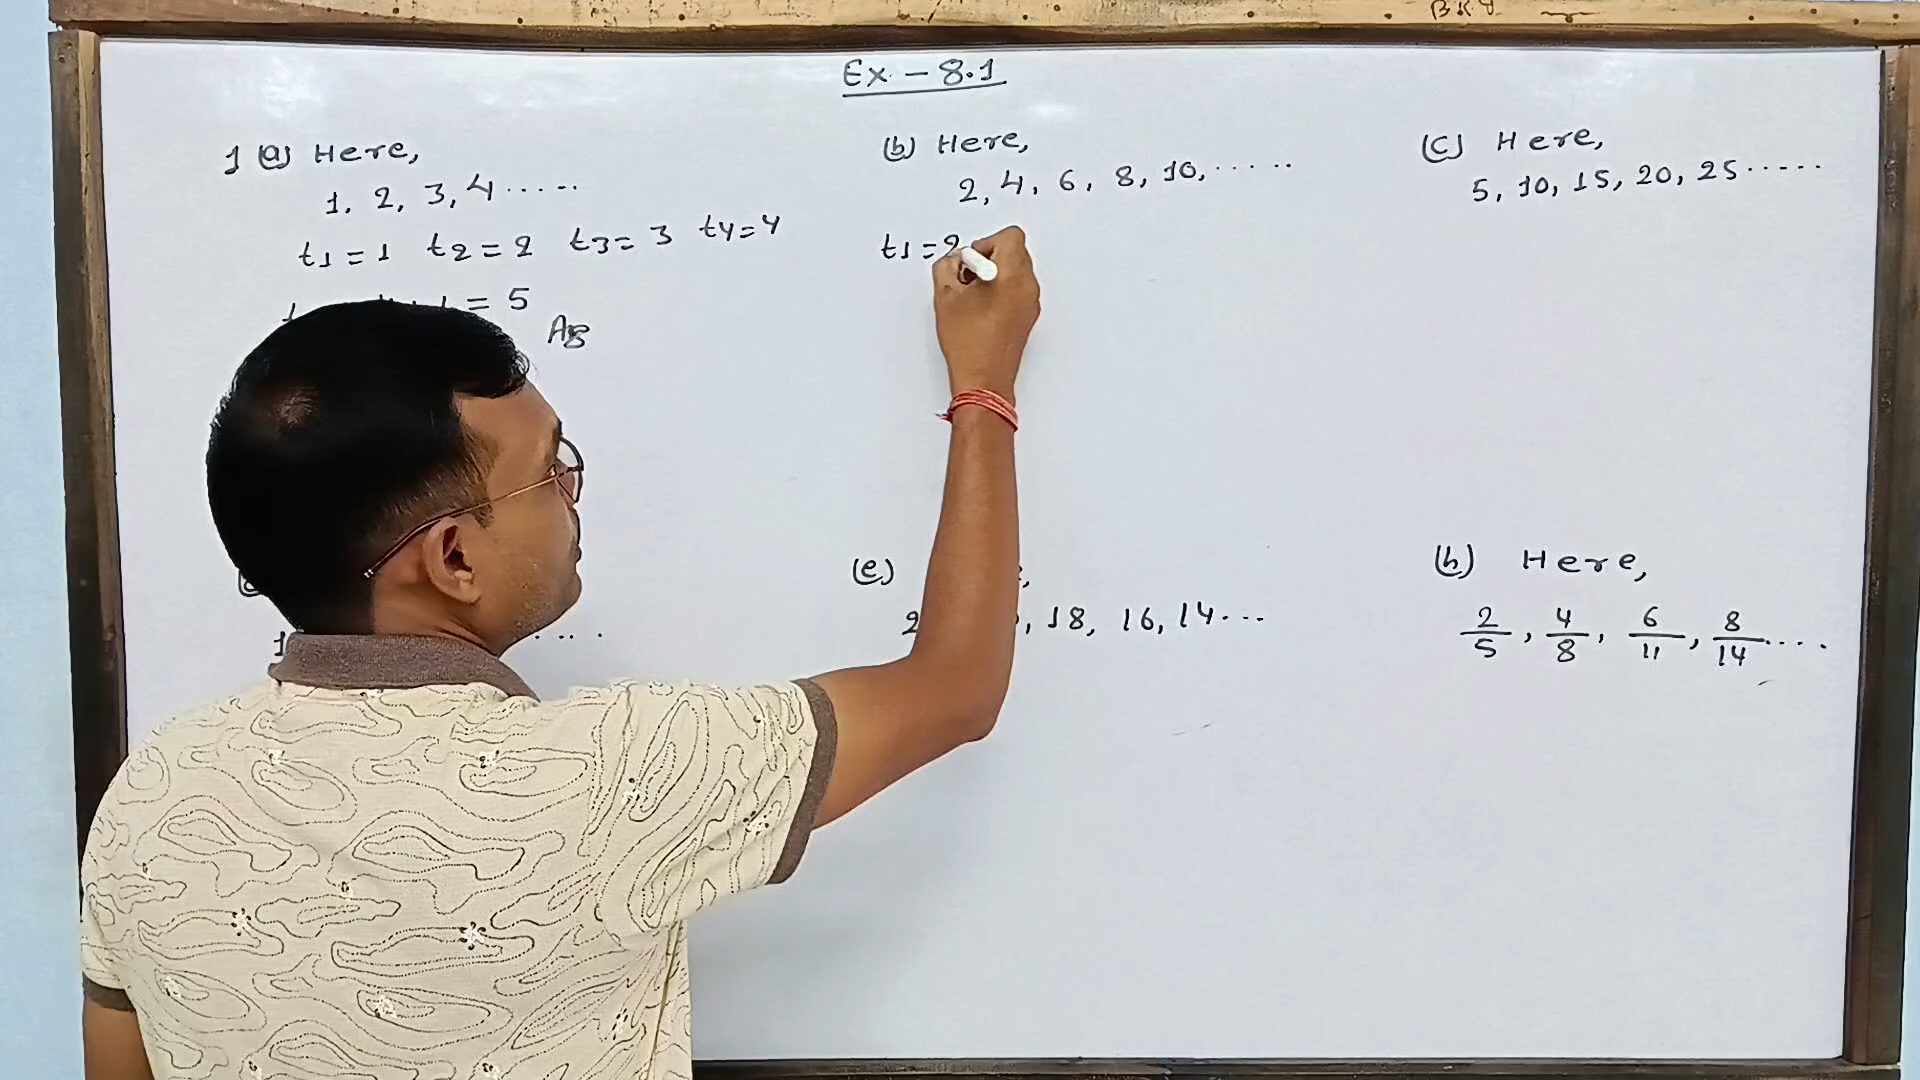 BKY
Ex. - 8.1
1 (a) Here,
1, 2, 3, 4 .....
t1 = 1 t2 = 2 t3 = 3 t4 = 4
= 5
(b) Here,
2, 4, 6, 8, 10, .....
t1 = 2
(c) Here,
5, 10, 15, 20, 25 .....
(e)
2 , 18, 16, 14 ...
(h) Here,
2/5, 4/8, 6/11, 8/14 ....